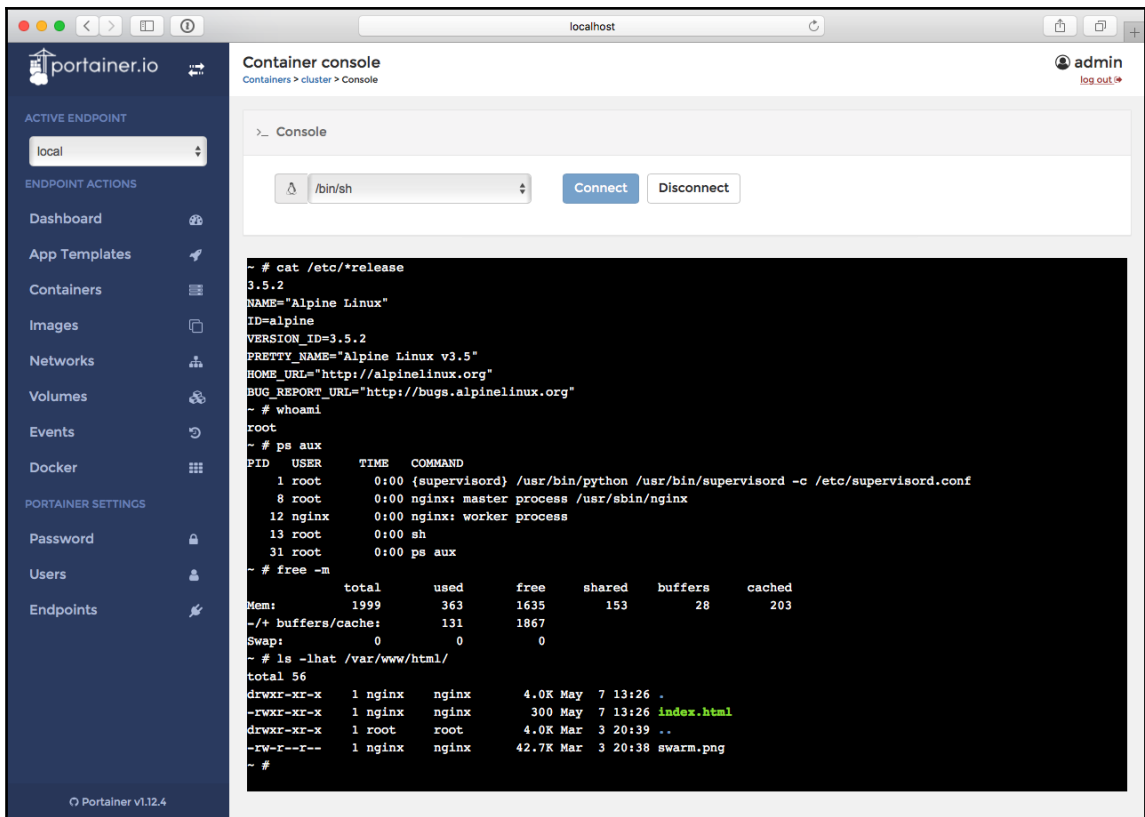 localhost
portainer.io
ACTIVE ENDPOINT
local
ENDPOINT ACTIONS
Dashboard
App Templates
Containers
Images
Networks
Volumes
Events
Docker
PORTAINER SETTINGS
Password
Users
Endpoints
Portainer v1.12.4
Container console
Containers > cluster > Console
admin
log out
>_ Console
/bin/sh
Connect
Disconnect
~ # cat /etc/*release
3.5.2
NAME="Alpine Linux"
ID=alpine
VERSION_ID=3.5.2
PRETTY_NAME="Alpine Linux v3.5"
HOME_URL="http://alpinelinux.org"
BUG_REPORT_URL="http://bugs.alpinelinux.org"
~ # whoami
root
~ # ps aux
PID   USER     TIME   COMMAND
    1 root       0:00 {supervisord} /usr/bin/python /usr/bin/supervisord -c /etc/supervisord.conf
    8 root       0:00 nginx: master process /usr/sbin/nginx
   12 nginx      0:00 nginx: worker process
   13 root       0:00 sh
   31 root       0:00 ps aux
~ # free -m
             total       used       free     shared    buffers     cached
Mem:          1999        363       1635        153         28        203
-/+ buffers/cache:        131       1867
Swap:            0          0          0
~ # ls -lhat /var/www/html/
total 56
drwxr-xr-x    1 nginx    nginx       4.0K May  7 13:26 .
-rwxr-xr-x    1 nginx    nginx        300 May  7 13:26 index.html
drwxr-xr-x    1 root     root        4.0K Mar  3 20:39 ..
-rw-r--r--    1 nginx    nginx      42.7K Mar  3 20:38 swarm.png
~ #